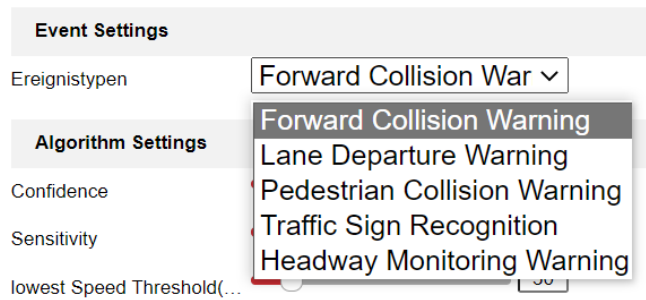 Event Settings
Ereignistypen
Forward Collision War
Forward Collision Warning
Lane Departure Warning
Pedestrian Collision Warning
Traffic Sign Recognition
Headway Monitoring Warning
Algorithm Settings
Confidence
Sensitivity
lowest Speed Threshold(...